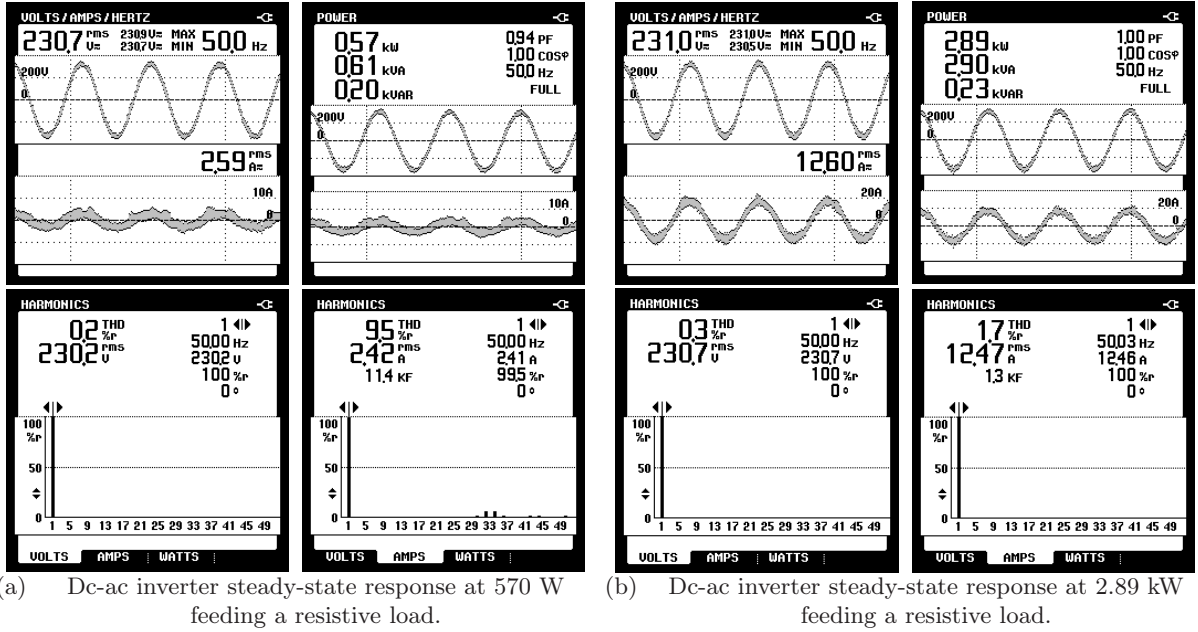 VOLTS/AMPS/HERTZ
230.7 rms V≂ 230.9 V≂ MAX 230.7 V≂ MIN 50.0 Hz
200V
0
2.59 rms A≂
10A
0
POWER
0.57 kW 0.94 PF
0.61 kVA 1.00 COSφ
0.20 kVAR 50.0 Hz
FULL
200V
0
10A
0
HARMONICS
0.2 THD %r 1
230.2 rms V 50.00 Hz
230.2 V
100 %r
0 °
100
%r
50
0
1 5 9 13 17 21 25 29 33 37 41 45 49
VOLTS AMPS WATTS
HARMONICS
9.5 THD %r 1
2.42 rms A 50.00 Hz
2.41 A
11.4 KF 99.5 %r
0 °
100
%r
50
0
1 5 9 13 17 21 25 29 33 37 41 45 49
VOLTS AMPS WATTS
(a) Dc-ac inverter steady-state response at 570 W
feeding a resistive load.
VOLTS/AMPS/HERTZ
231.0 rms V≂ 231.0 V≂ MAX 230.5 V≂ MIN 50.0 Hz
200V
0
12.60 rms A≂
20A
0
POWER
2.89 kW 1.00 PF
2.90 kVA 1.00 COSφ
0.23 kVAR 50.0 Hz
FULL
200V
0
20A
0
HARMONICS
0.3 THD %r 1
230.7 rms V 50.00 Hz
230.7 V
100 %r
0 °
100
%r
50
0
1 5 9 13 17 21 25 29 33 37 41 45 49
VOLTS AMPS WATTS
HARMONICS
1.7 THD %r 1
12.47 rms A 50.03 Hz
12.46 A
1.3 KF 100 %r
0 °
100
%r
50
0
1 5 9 13 17 21 25 29 33 37 41 45 49
VOLTS AMPS WATTS
(b) Dc-ac inverter steady-state response at 2.89 kW
feeding a resistive load.